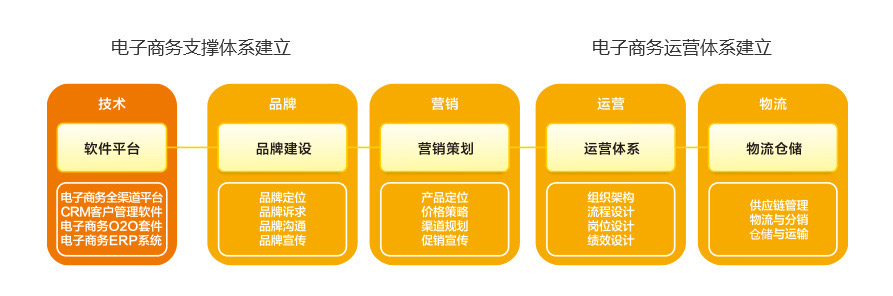 电子商务支撑体系建立
电子商务运营体系建立
技术
软件平台
电子商务全渠道平台
CRM客户管理软件
电子商务O2O套件
电子商务ERP系统
品牌
品牌建设
品牌定位
品牌诉求
品牌沟通
品牌宣传
营销
营销策划
产品定位
价格策略
渠道规划
促销宣传
运营
运营体系
组织架构
流程设计
岗位设计
绩效设计
物流
物流仓储
供应链管理
物流与分销
仓储与运输